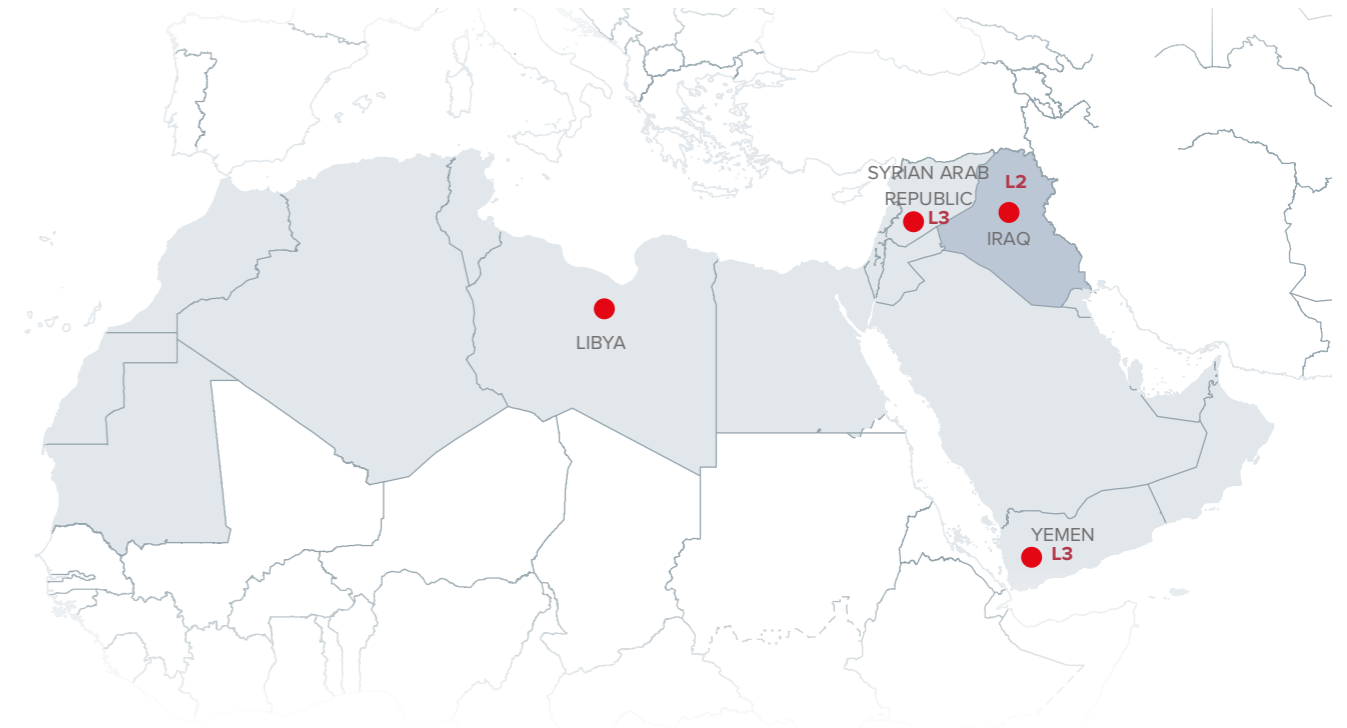 SYRIAN ARAB
REPUBLIC
L3
L2
IRAQ
LIBYA
YEMEN
L3